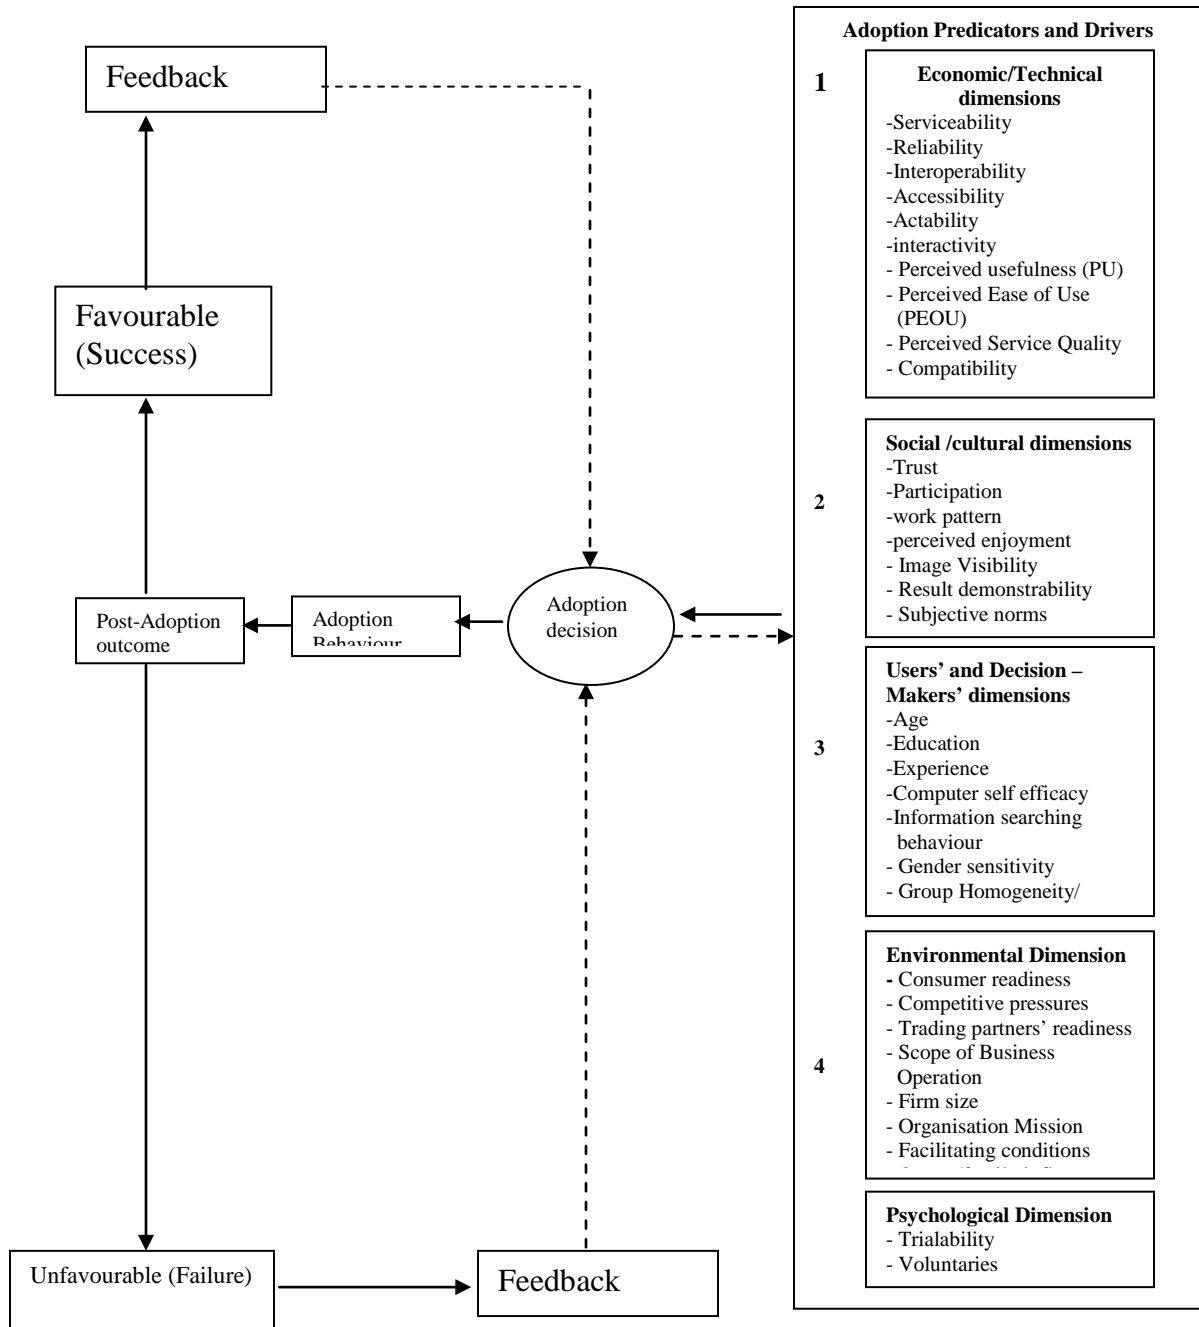 Feedback
Favourable
(Success)
Post-Adoption
outcome
Adoption
Behaviour
Adoption
decision
Unfavourable (Failure)
Feedback
Adoption Predicators and Drivers
1
Economic/Technical
dimensions
-Serviceability
-Reliability
-Interoperability
-Accessibility
-Actability
-interactivity
- Perceived usefulness (PU)
- Perceived Ease of Use
(PEOU)
- Perceived Service Quality
- Compatibility
2
Social /cultural dimensions
-Trust
-Participation
-work pattern
-perceived enjoyment
- Image Visibility
- Result demonstrability
- Subjective norms
3
Users’ and Decision –
Makers’ dimensions
-Age
-Education
-Experience
-Computer self efficacy
-Information searching
behaviour
- Gender sensitivity
- Group Homogeneity/
4
Environmental Dimension
- Consumer readiness
- Competitive pressures
- Trading partners’ readiness
- Scope of Business
Operation
- Firm size
- Organisation Mission
- Facilitating conditions
Psychological Dimension
- Trialability
- Voluntaries